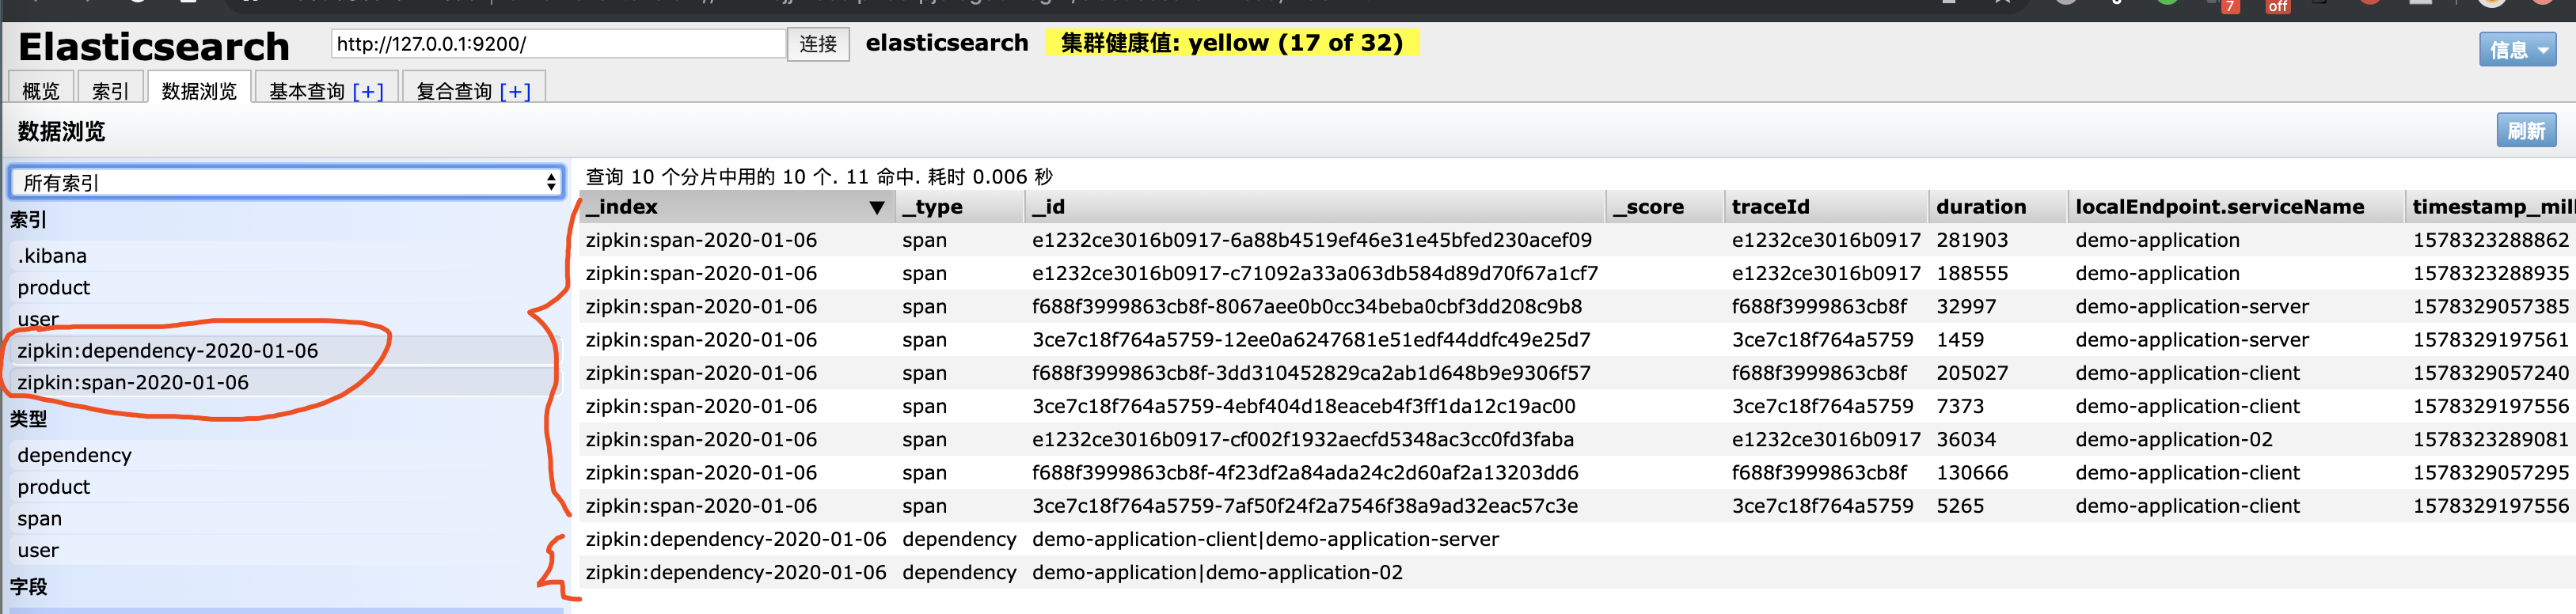 7
off
Elasticsearch
http://127.0.0.1:9200/
连接
elasticsearch
集群健康值: yellow (17 of 32)
信息
概览
索引
数据浏览
基本查询 [+]
复合查询 [+]
数据浏览
刷新
所有索引
索引
.kibana
product
user
zipkin:dependency-2020-01-06
zipkin:span-2020-01-06
类型
dependency
product
span
user
字段
查询 10 个分片中用的 10 个. 11 命中. 耗时 0.006 秒
_index ▼ _type _id _score traceId duration localEndpoint.serviceName timestamp_mill
zipkin:span-2020-01-06 span e1232ce3016b0917-6a88b4519ef46e31e45bfed230acef09 e1232ce3016b0917 281903 demo-application 1578323288862
zipkin:span-2020-01-06 span e1232ce3016b0917-c71092a33a063db584d89d70f67a1cf7 e1232ce3016b0917 188555 demo-application 1578323288935
zipkin:span-2020-01-06 span f688f3999863cb8f-8067aee0b0cc34beba0cbf3dd208c9b8 f688f3999863cb8f 32997 demo-application-server 1578329057385
zipkin:span-2020-01-06 span 3ce7c18f764a5759-12ee0a6247681e51edf44ddfc49e25d7 3ce7c18f764a5759 1459 demo-application-server 1578329197561
zipkin:span-2020-01-06 span f688f3999863cb8f-3dd310452829ca2ab1d648b9e9306f57 f688f3999863cb8f 205027 demo-application-client 1578329057240
zipkin:span-2020-01-06 span 3ce7c18f764a5759-4ebf404d18eaceb4f3ff1da12c19ac00 3ce7c18f764a5759 7373 demo-application-client 1578329197556
zipkin:span-2020-01-06 span e1232ce3016b0917-cf002f1932aecfd5348ac3cc0fd3faba e1232ce3016b0917 36034 demo-application-02 1578323289081
zipkin:span-2020-01-06 span f688f3999863cb8f-4f23df2a84ada24c2d60af2a13203dd6 f688f3999863cb8f 130666 demo-application-client 1578329057295
zipkin:span-2020-01-06 span 3ce7c18f764a5759-7af50f24f2a7546f38a9ad32eac57c3e 3ce7c18f764a5759 5265 demo-application-client 1578329197556
zipkin:dependency-2020-01-06 dependency demo-application-client|demo-application-server
zipkin:dependency-2020-01-06 dependency demo-application|demo-application-02